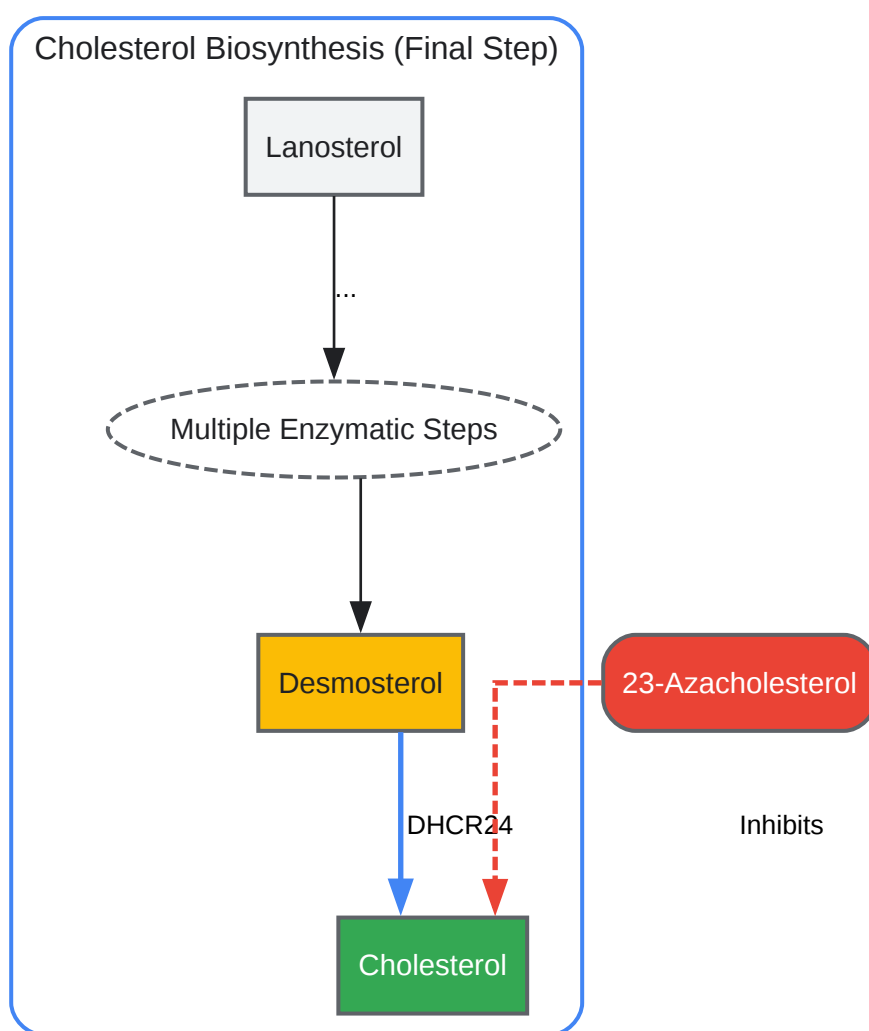 Cholesterol Biosynthesis (Final Step)
Lanosterol
...
Multiple Enzymatic Steps
Desmosterol
23-Azacholesterol
DHCR24
Inhibits
Cholesterol